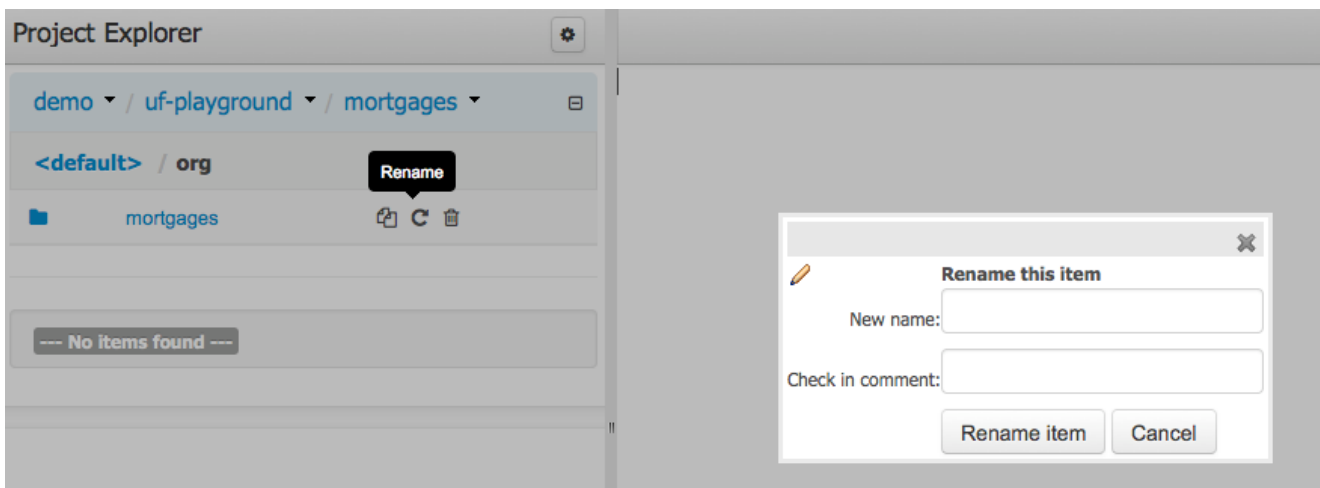 Project Explorer
demo / uf-playground / mortgages
<default> / org
Rename
mortgages
--- No items found ---
Rename this item
New name:
Check in comment:
Rename item Cancel